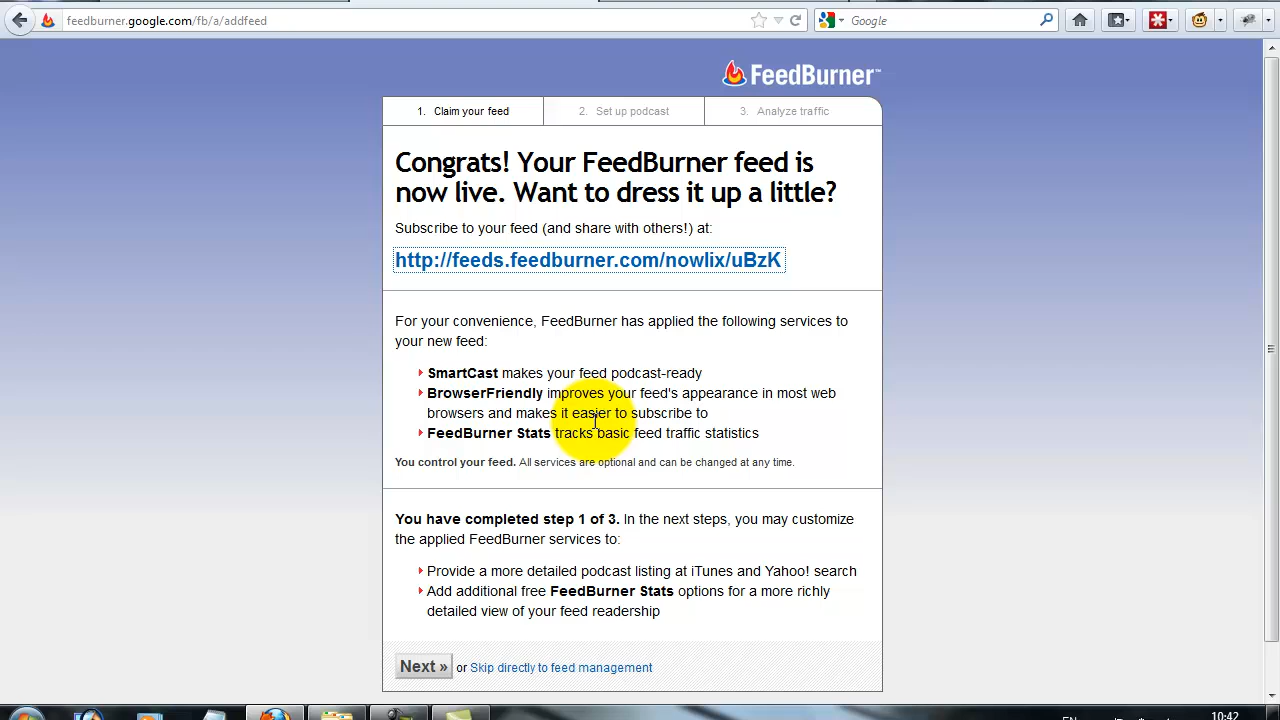 feedburner.google.com/fb/a/addfeed
Google
FeedBurner™
1. Claim your feed
2. Set up podcast
3. Analyze traffic
Congrats! Your FeedBurner feed is
now live. Want to dress it up a little?
Subscribe to your feed (and share with others!) at:
http://feeds.feedburner.com/nowlix/uBzK
For your convenience, FeedBurner has applied the following services to
your new feed:
SmartCast makes your feed podcast-ready
BrowserFriendly improves your feed's appearance in most web
browsers and makes it easier to subscribe to
FeedBurner Stats tracks basic feed traffic statistics
You control your feed. All services are optional and can be changed at any time.
You have completed step 1 of 3. In the next steps, you may customize
the applied FeedBurner services to:
Provide a more detailed podcast listing at iTunes and Yahoo! search
Add additional free FeedBurner Stats options for a more richly
detailed view of your feed readership
Next » or Skip directly to feed management
EN
10:42